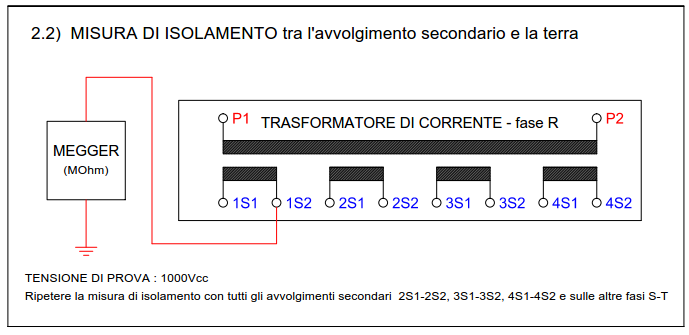 2.2) MISURA DI ISOLAMENTO tra l'avvolgimento secondario e la terra
P1 TRASFORMATORE DI CORRENTE - fase R P2
MEGGER
(MOhm)
1S1 1S2 2S1 2S2 3S1 3S2 4S1 4S2
TENSIONE DI PROVA : 1000Vcc
Ripetere la misura di isolamento con tutti gli avvolgimenti secondari 2S1-2S2, 3S1-3S2, 4S1-4S2 e sulle altre fasi S-T